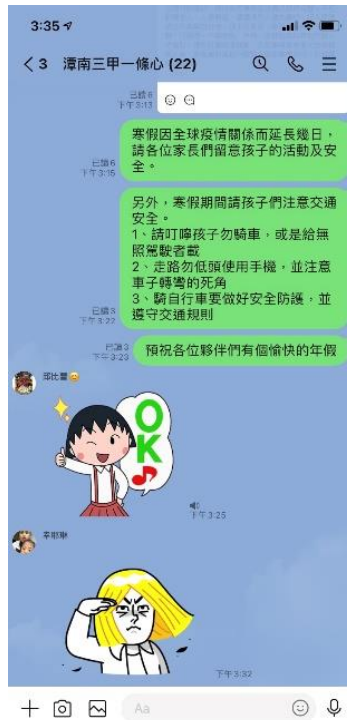 3:35
3 潭南三甲一條心 (22)
已讀6
下午3:13
寒假因全球疫情關係而延長幾日，
請各位家長們留意孩子的活動及安
全。
已讀6
下午3:15
另外，寒假期間請孩子們注意交通
安全。
1、請叮嚀孩子勿騎車，或是給無
照駕駛者載
2、走路勿低頭使用手機，並注意
車子轉彎的死角
3、騎自行車要做好安全防護，並
遵守交通規則
已讀3
下午3:22
預祝各位夥伴們有個愉快的年假
已讀3
下午3:23
OK
下午3:25
下午3:32
Aa